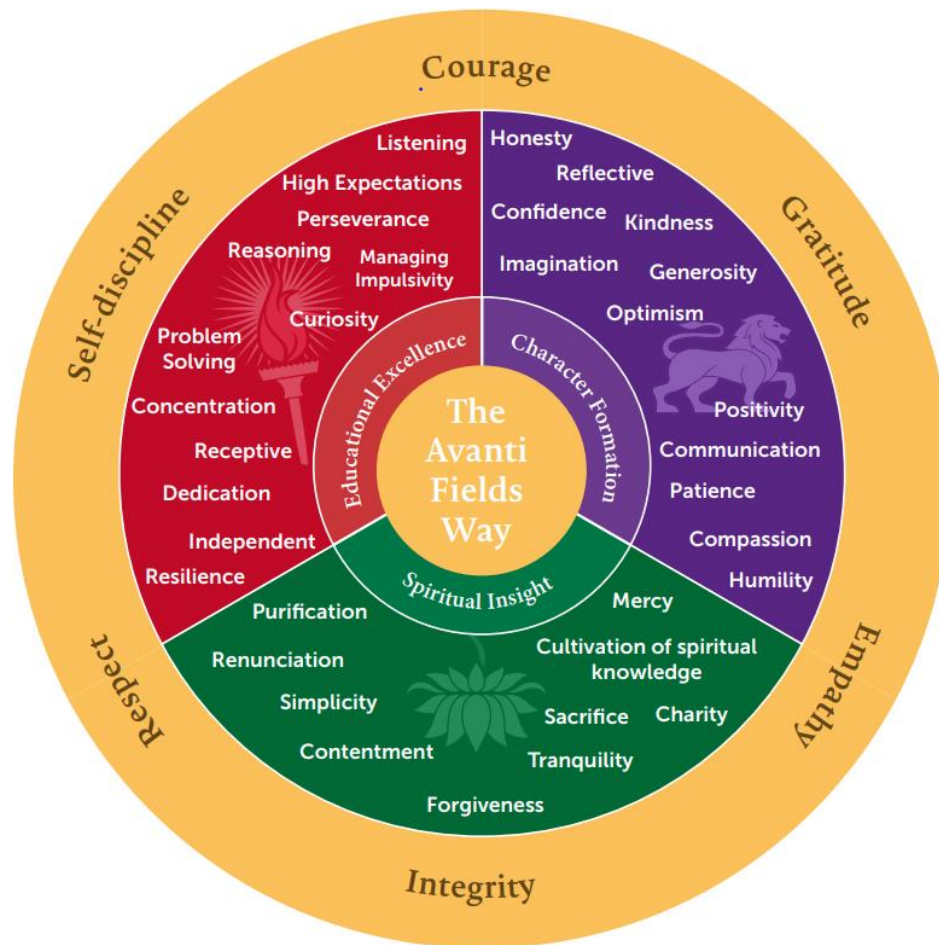 Courage
Gratitude
Empathy
Integrity
Respect
Self-discipline
The
Avanti
Fields
Way
Educational Excellence
Listening
High Expectations
Perseverance
Reasoning
Managing
Impulsivity
Curiosity
Problem
Solving
Concentration
Receptive
Dedication
Independent
Resilience
Character Formation
Honesty
Reflective
Confidence
Kindness
Imagination
Generosity
Optimism
Positivity
Communication
Patience
Compassion
Humility
Spiritual Insight
Purification
Mercy
Renunciation
Cultivation of spiritual
knowledge
Simplicity
Sacrifice
Charity
Contentment
Tranquility
Forgiveness